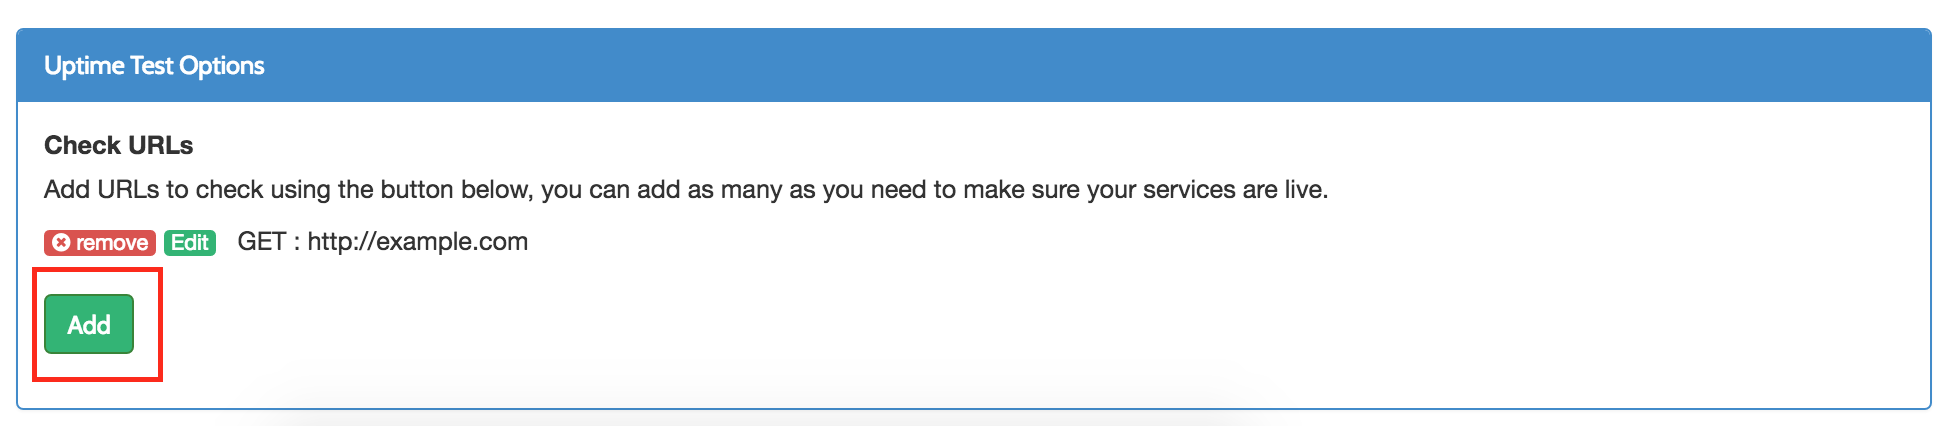 Uptime Test Options
Check URLs
Add URLs to check using the button below, you can add as many as you need to make sure your services are live.
remove Edit GET : http://example.com
Add